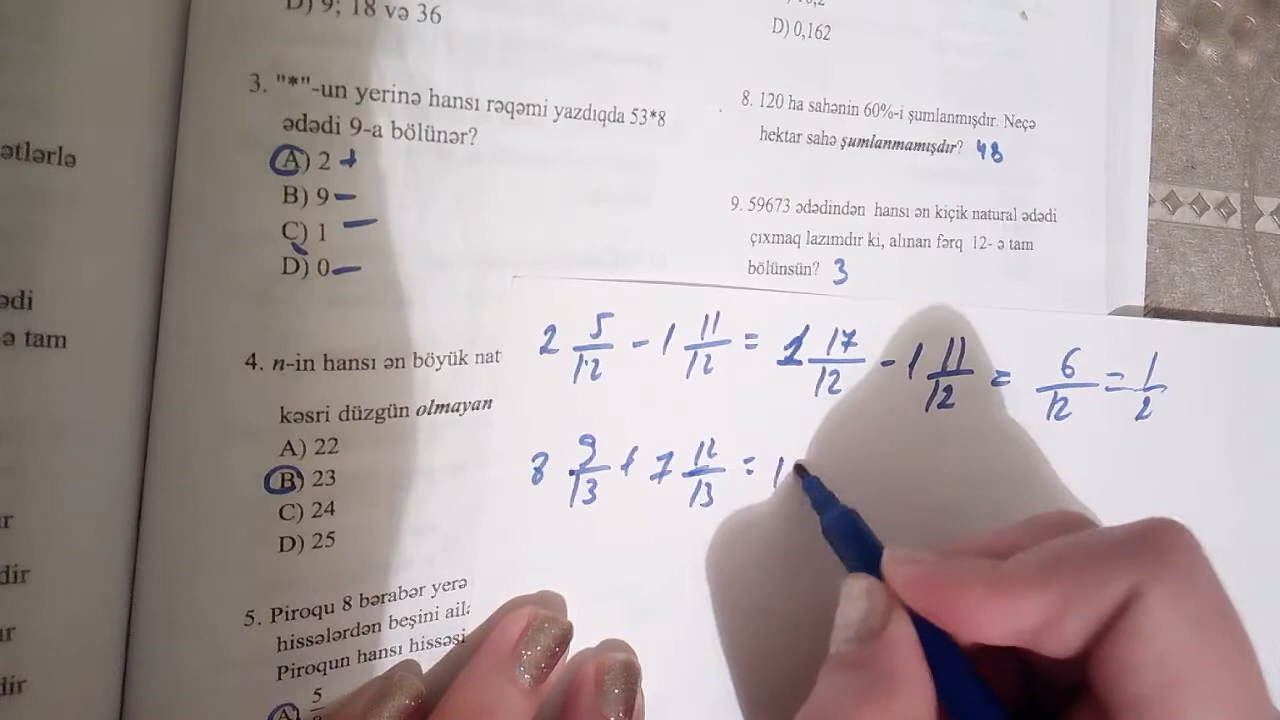 D) 9; 18 və 36
3. "*"-un yerinə hansı rəqəmi yazdıqda 53*8
ədədi 9-a bölünər?
A) 2 +
B) 9 –
C) 1 –
D) 0 –
4. n-in hansı ən böyük nat
kəsri düzgün olmayan
A) 22
B) 23
C) 24
D) 25
5. Piroqu 8 bərabər yerə
hissələrdən beşini ail
Piroqun hansı hissəsi
A) 5
D) 0,162
8. 120 ha sahənin 60%-i şumlanmışdır. Neçə
hektar sahə şumlanmamışdır? 48
9. 59673 ədədindən hansı ən kiçik natural ədədi
çıxmaq lazımdır ki, alınan fərq 12- ə tam
bölünsün? 3
2 5/12 - 1 11/12 = 1 17/12 - 1 11/12 = 6/12 = 1/2
8 9/13 + 7 12/13 = 1
ətlərlə
ədi
ə tam
r
dir
ır
dir